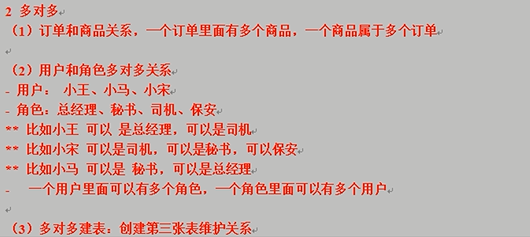 2 多对多
（1）订单和商品关系，一个订单里面有多个商品，一个商品属于多个订单
（2）用户和角色多对多关系
- 用户： 小王、小马、小宋
- 角色：总经理、秘书、司机、保安
** 比如小王 可以 是总经理，可以是司机
** 比如小宋 可以是司机，可以是秘书，可以保安
** 比如小马 可以是 秘书，可以是总经理
- 一个用户里面可以有多个角色，一个角色里面可以有多个用户
（3）多对多建表：创建第三张表维护关系